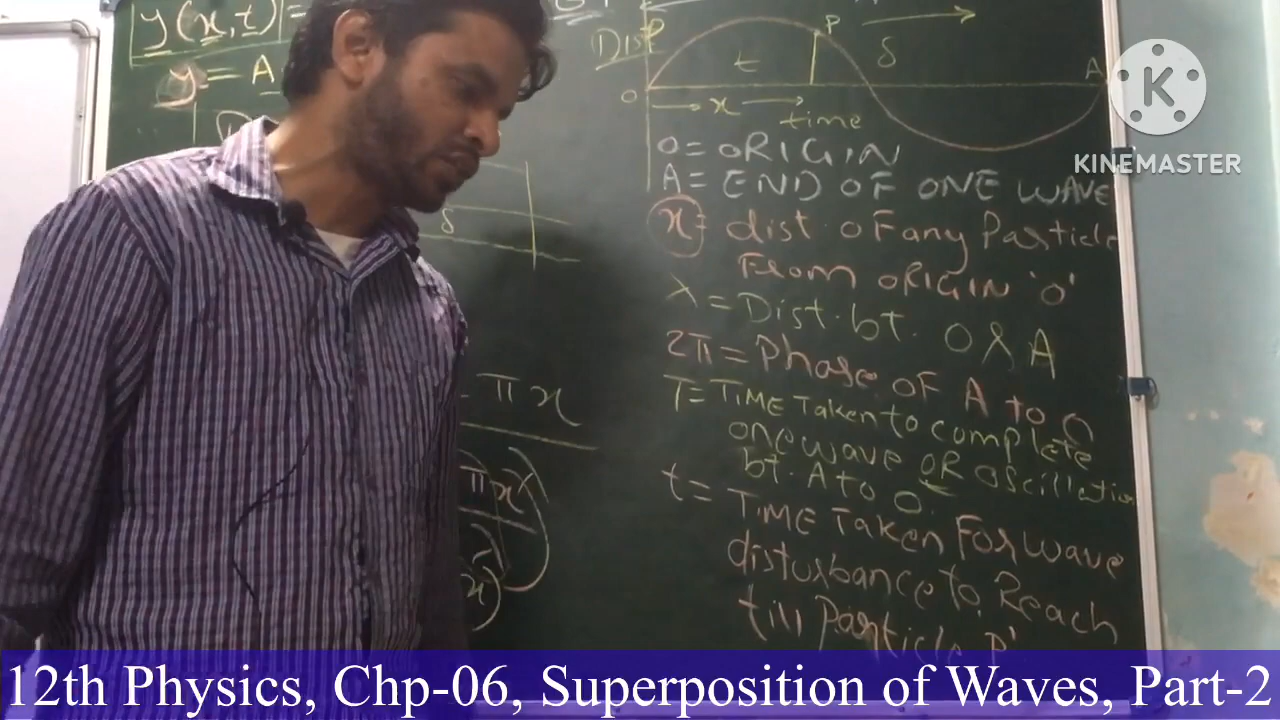 y(x,t)=
y = A
Dist
P
P
t
δ
A
O
x
time
O = ORIGIN
A = END OF ONE WAVE
x = dist. of any Particle
From ORIGIN 'O'
λ = Dist. bt. O & A
2π = Phase OF A to O
T = TIME Taken to complete
one wave OR Oscillation
bt. A to O.
t = TIME Taken For wave
disturbance to Reach
till Particle P'
δ
πx
πx
x)
K
KINEMASTER
12th Physics, Chp-06, Superposition of Waves, Part-2